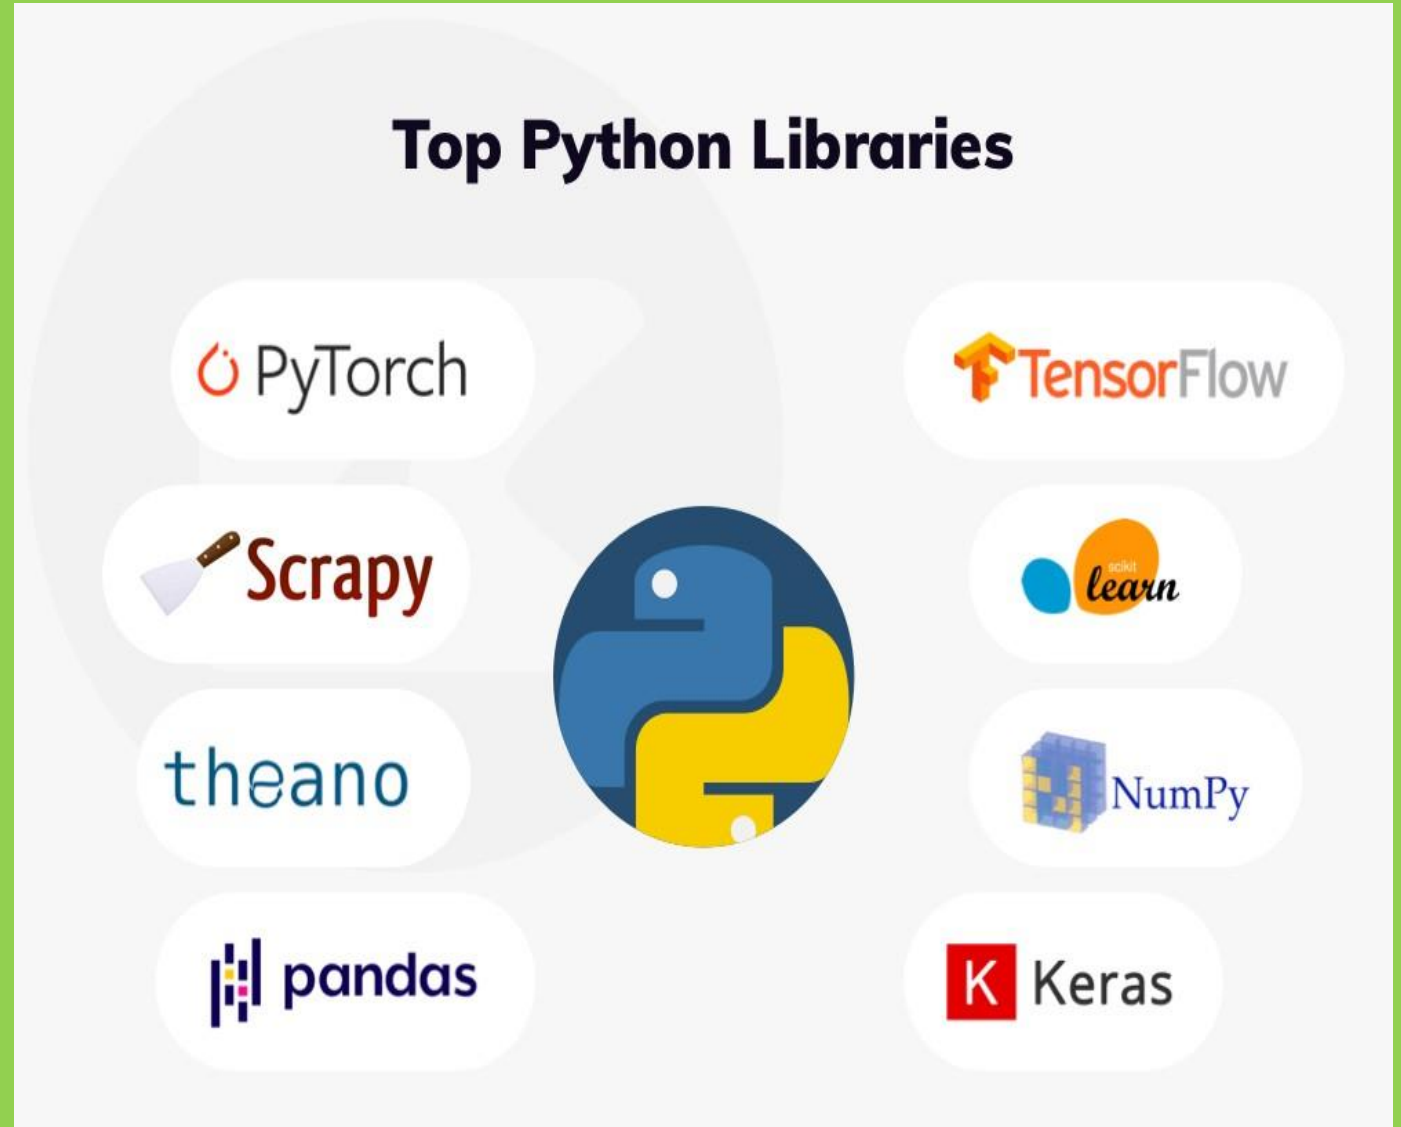 Top Python Libraries
PyTorch
TensorFlow
Scrapy
scikit
learn
theano
NumPy
pandas
K Keras